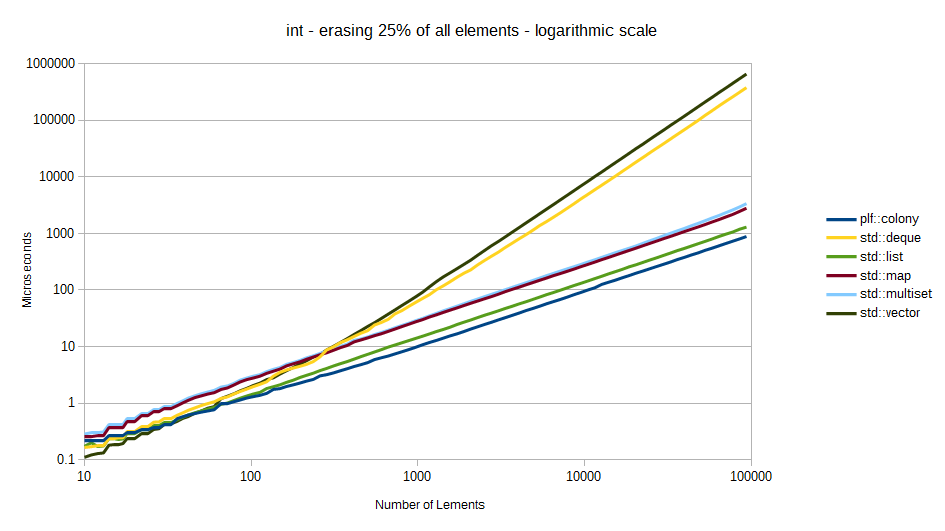 int - erasing 25% of all elements - logarithmic scale
1000000
100000
10000
1000
100
10
1
0.1
Microseconds
10 100 1000 10000 100000
Number of Lements
plf::colony
std::deque
std::list
std::map
std::multiset
std::vector